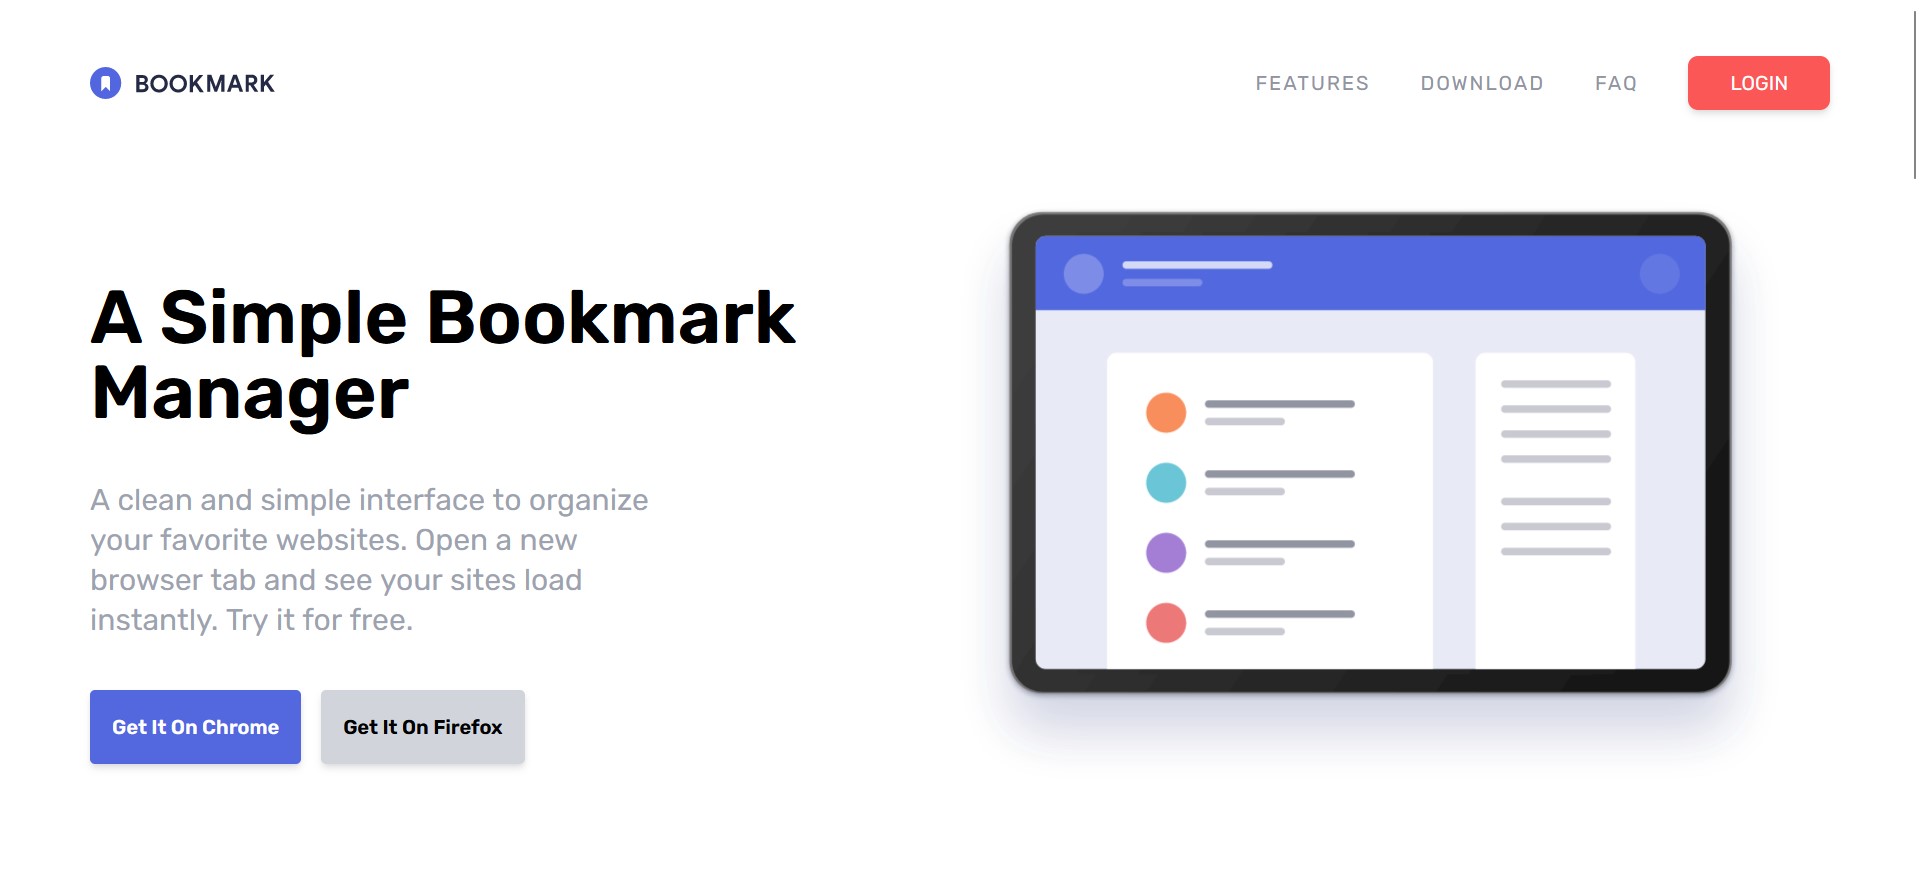 BOOKMARK
FEATURES DOWNLOAD FAQ LOGIN
A Simple Bookmark
Manager
A clean and simple interface to organize
your favorite websites. Open a new
browser tab and see your sites load
instantly. Try it for free.
Get It On Chrome
Get It On Firefox